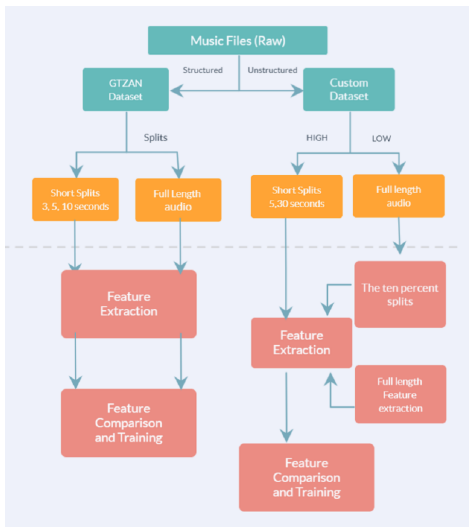 Music Files (Raw)
Structured
Unstructured
GTZAN
Dataset
Custom
Dataset
Splits
HIGH
LOW
Short Splits
3, 5, 10 seconds
Full Length
audio
Short Splits
5,30 seconds
Full length
audio
Feature
Extraction
The ten percent
splits
Feature
Extraction
Full length
Feature
extraction
Feature
Comparison
and Training
Feature
Comparison
and Training